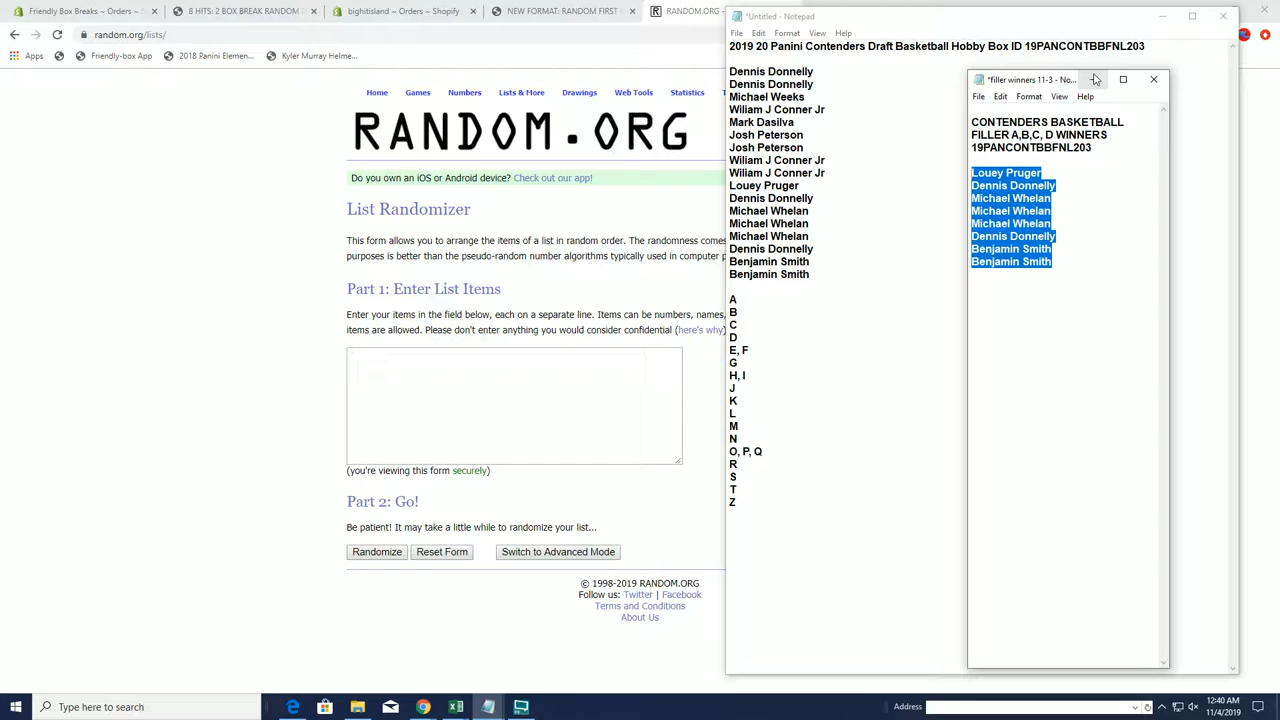 Friendly Box Breaks ~ Orders ~ S
8 HITS: 2 BOX BREAK RANDOM D
bighitisland ~ Orders ~ Shopify
NEW FORMAT: RANDOM FIRST
RANDOM.ORG
random.org/lists/
Apps
Friendly-box App
2018 Panini Elemen...
Kyler Murray Helme...
Home
Games
Numbers
Lists & More
Drawings
Web Tools
Statistics
RANDOM.ORG
Do you own an iOS or Android device? Check out our app!
List Randomizer
This form allows you to arrange the items of a list in random order. The randomness comes
purposes is better than the pseudo-random number algorithms typically used in computer p
Part 1: Enter List Items
Enter your items in the field below, each on a separate line. Items can be numbers, names,
items are allowed. Please don't enter anything you would consider confidential (here's why)
(you're viewing this form securely)
Part 2: Go!
Be patient! It may take a little while to randomize your list...
Randomize
Reset Form
Switch to Advanced Mode
© 1998-2019 RANDOM.ORG
Follow us: Twitter | Facebook
Terms and Conditions
About Us
*Untitled - Notepad
File
Edit
Format
View
Help
2019 20 Panini Contenders Draft Basketball Hobby Box ID 19PANCONTBBFNL203
Dennis Donnelly
Dennis Donnelly
Michael Weeks
Wiliam J Conner Jr
Mark Dasilva
Josh Peterson
Josh Peterson
Wiliam J Conner Jr
Wiliam J Conner Jr
Louey Pruger
Dennis Donnelly
Michael Whelan
Michael Whelan
Michael Whelan
Dennis Donnelly
Benjamin Smith
Benjamin Smith
A
B
C
D
E, F
G
H, I
J
K
L
M
N
O, P, Q
R
S
T
Z
*filler winners 11-3 - No...
File
Edit
Format
View
Help
CONTENDERS BASKETBALL
FILLER A,B,C, D WINNERS
19PANCONTBBFNL203
Louey Pruger
Dennis Donnelly
Michael Whelan
Michael Whelan
Michael Whelan
Dennis Donnelly
Benjamin Smith
Benjamin Smith
Type here to search
Address
12:40 AM
11/4/2019